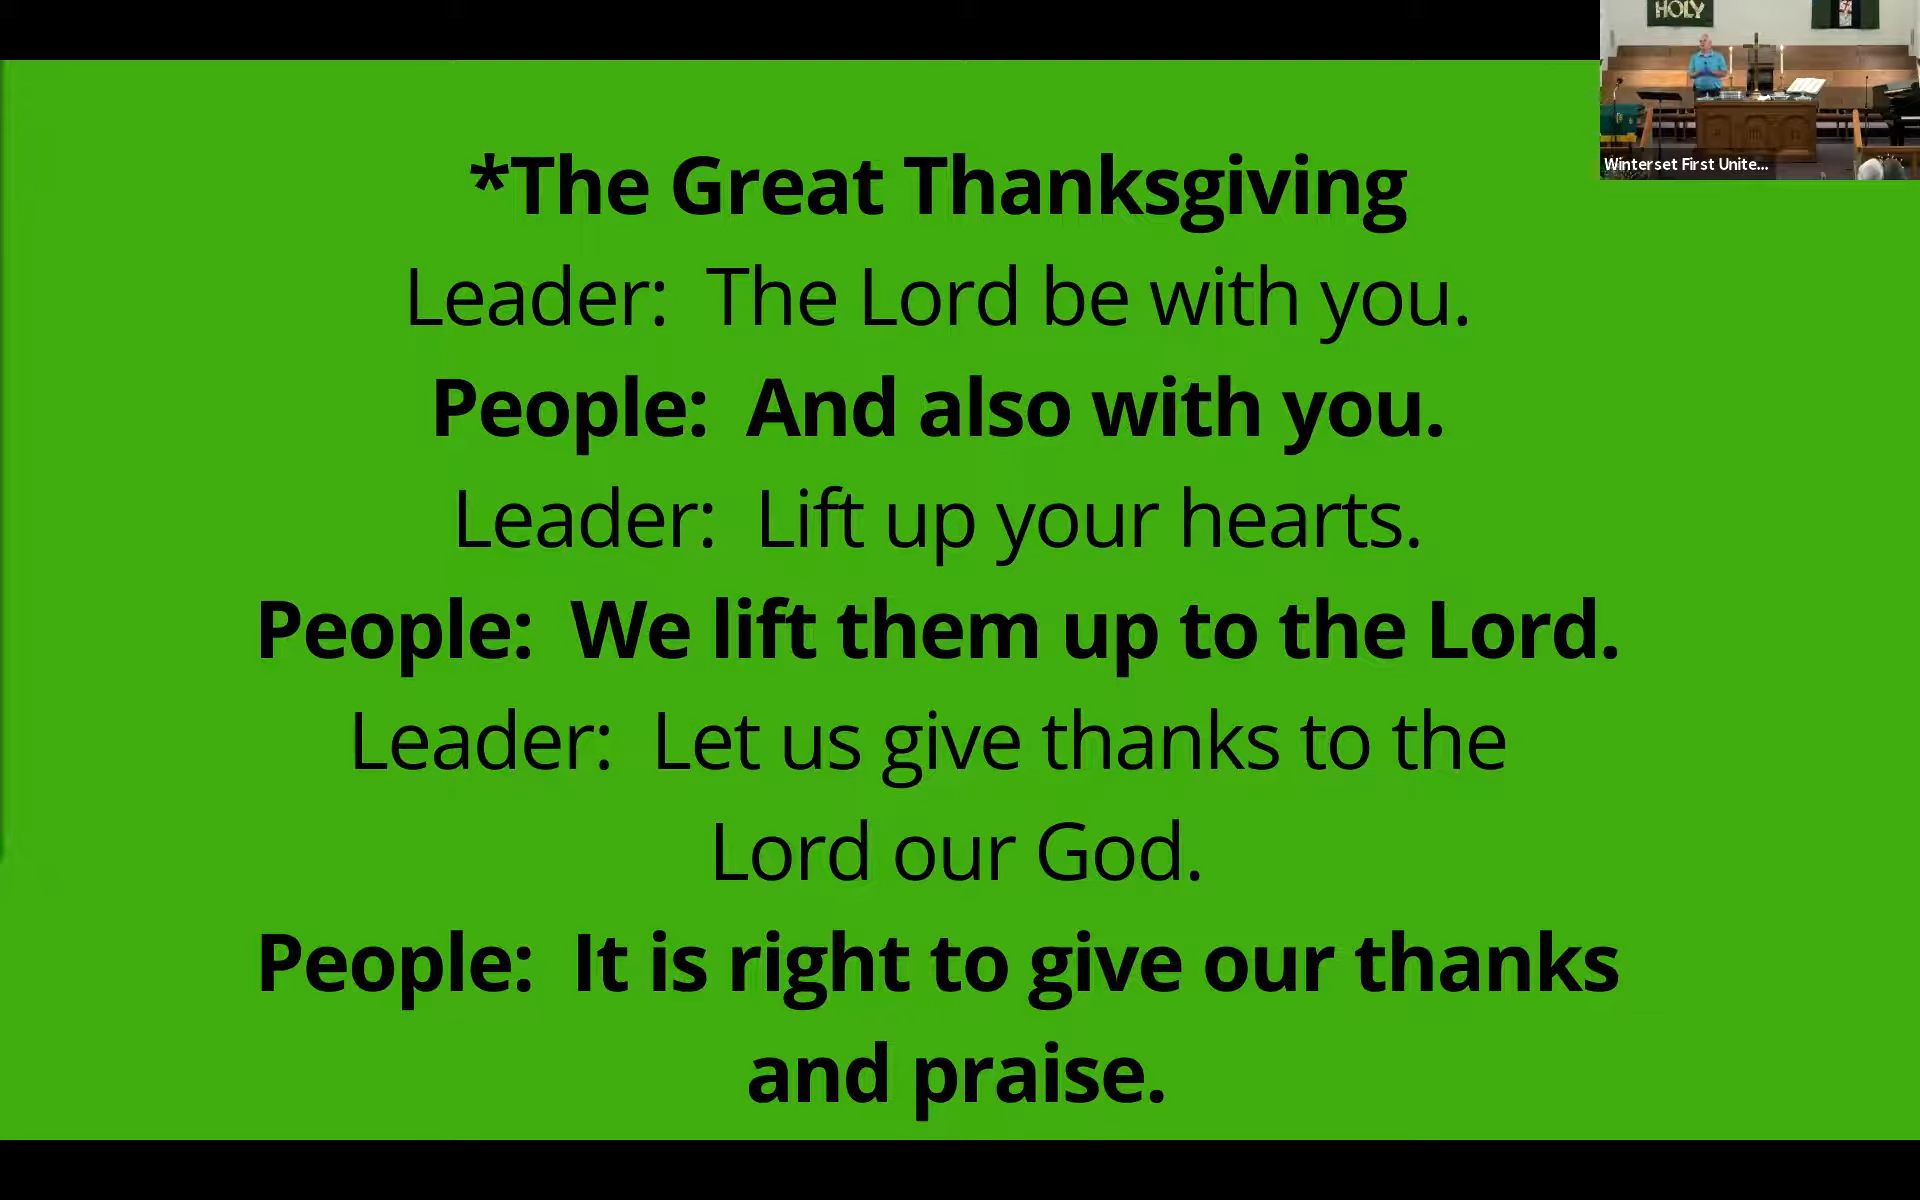 HOLY
Winterset First Unite...
*The Great Thanksgiving
Leader: The Lord be with you.
People: And also with you.
Leader: Lift up your hearts.
People: We lift them up to the Lord.
Leader: Let us give thanks to the
Lord our God.
People: It is right to give our thanks
and praise.